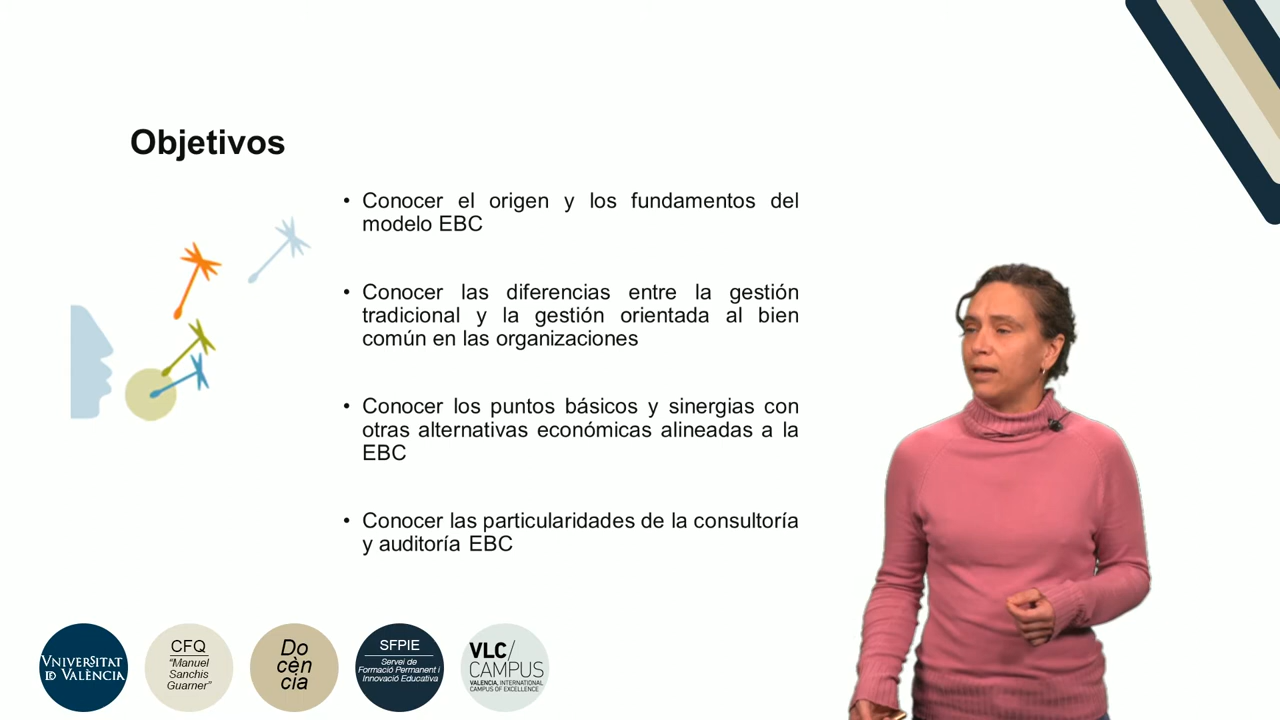 Objetivos
• Conocer el origen y los fundamentos del
modelo EBC
• Conocer las diferencias entre la gestión
tradicional y la gestión orientada al bien
común en las organizaciones
• Conocer los puntos básicos y sinergias con
otras alternativas económicas alineadas a la
EBC
• Conocer las particularidades de la consultoría
y auditoría EBC
VNIVERSITAT
ID VALÈNCIA
CFQ
“Manuel
Sanchis
Guarner”
Do
cèn
cia
SFPIE
Servei de
Formació Permanent i
Innovació Educativa
VLC/
CAMPUS
VALENCIA, INTERNATIONAL
CAMPUS OF EXCELLENCE